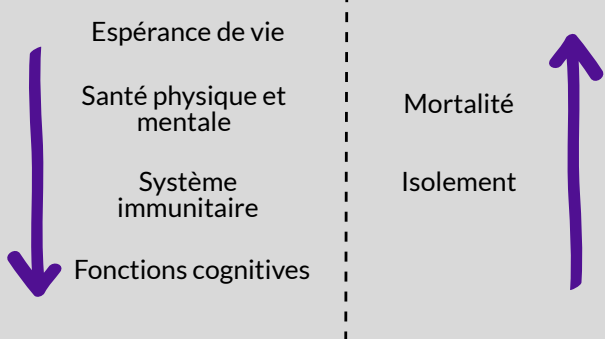 Espérance de vie
Santé physique et
mentale
Système
immunitaire
Fonctions cognitives
Mortalité
Isolement